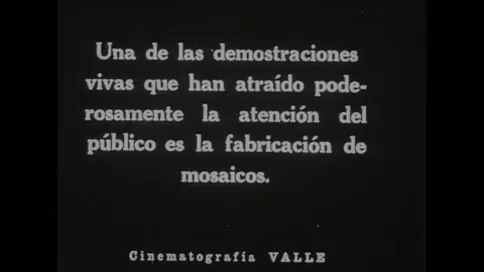 Una de las demostraciones
vivas que han atraído pode-
rosamente la atención del
público es la fabricación de
mosaicos.
Cinematografía VALLE